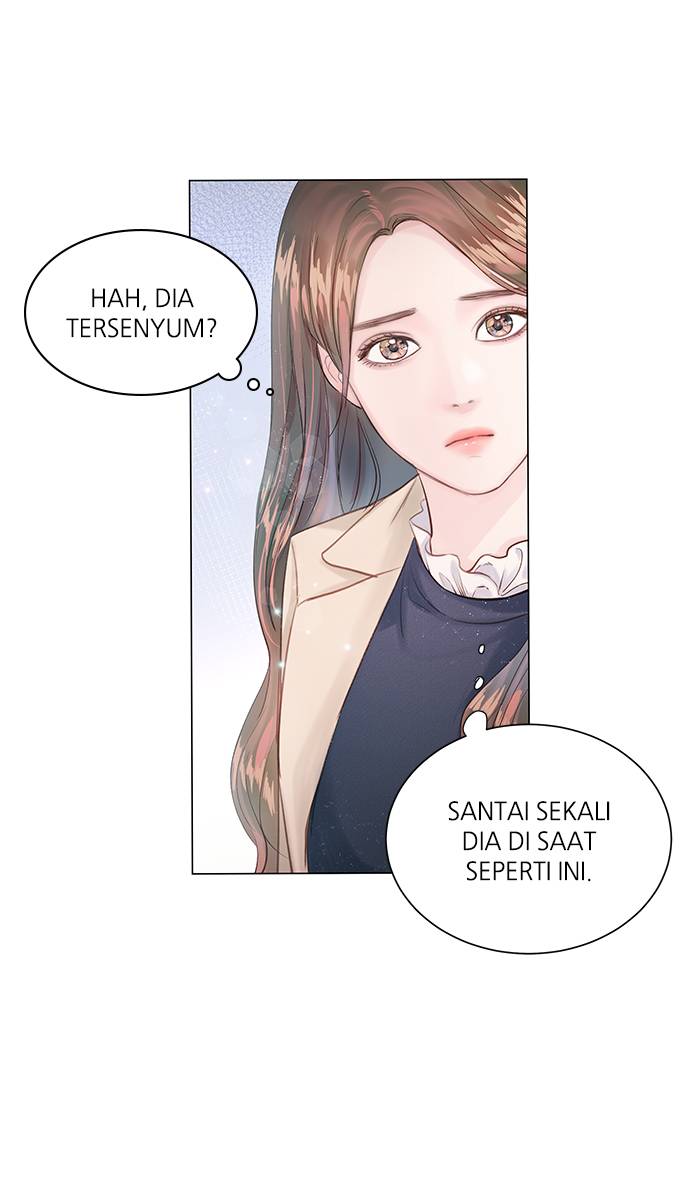 HAH, DIA
TERSENYUM?
SANTAI SEKALI
DIA DI SAAT
SEPERTI INI.